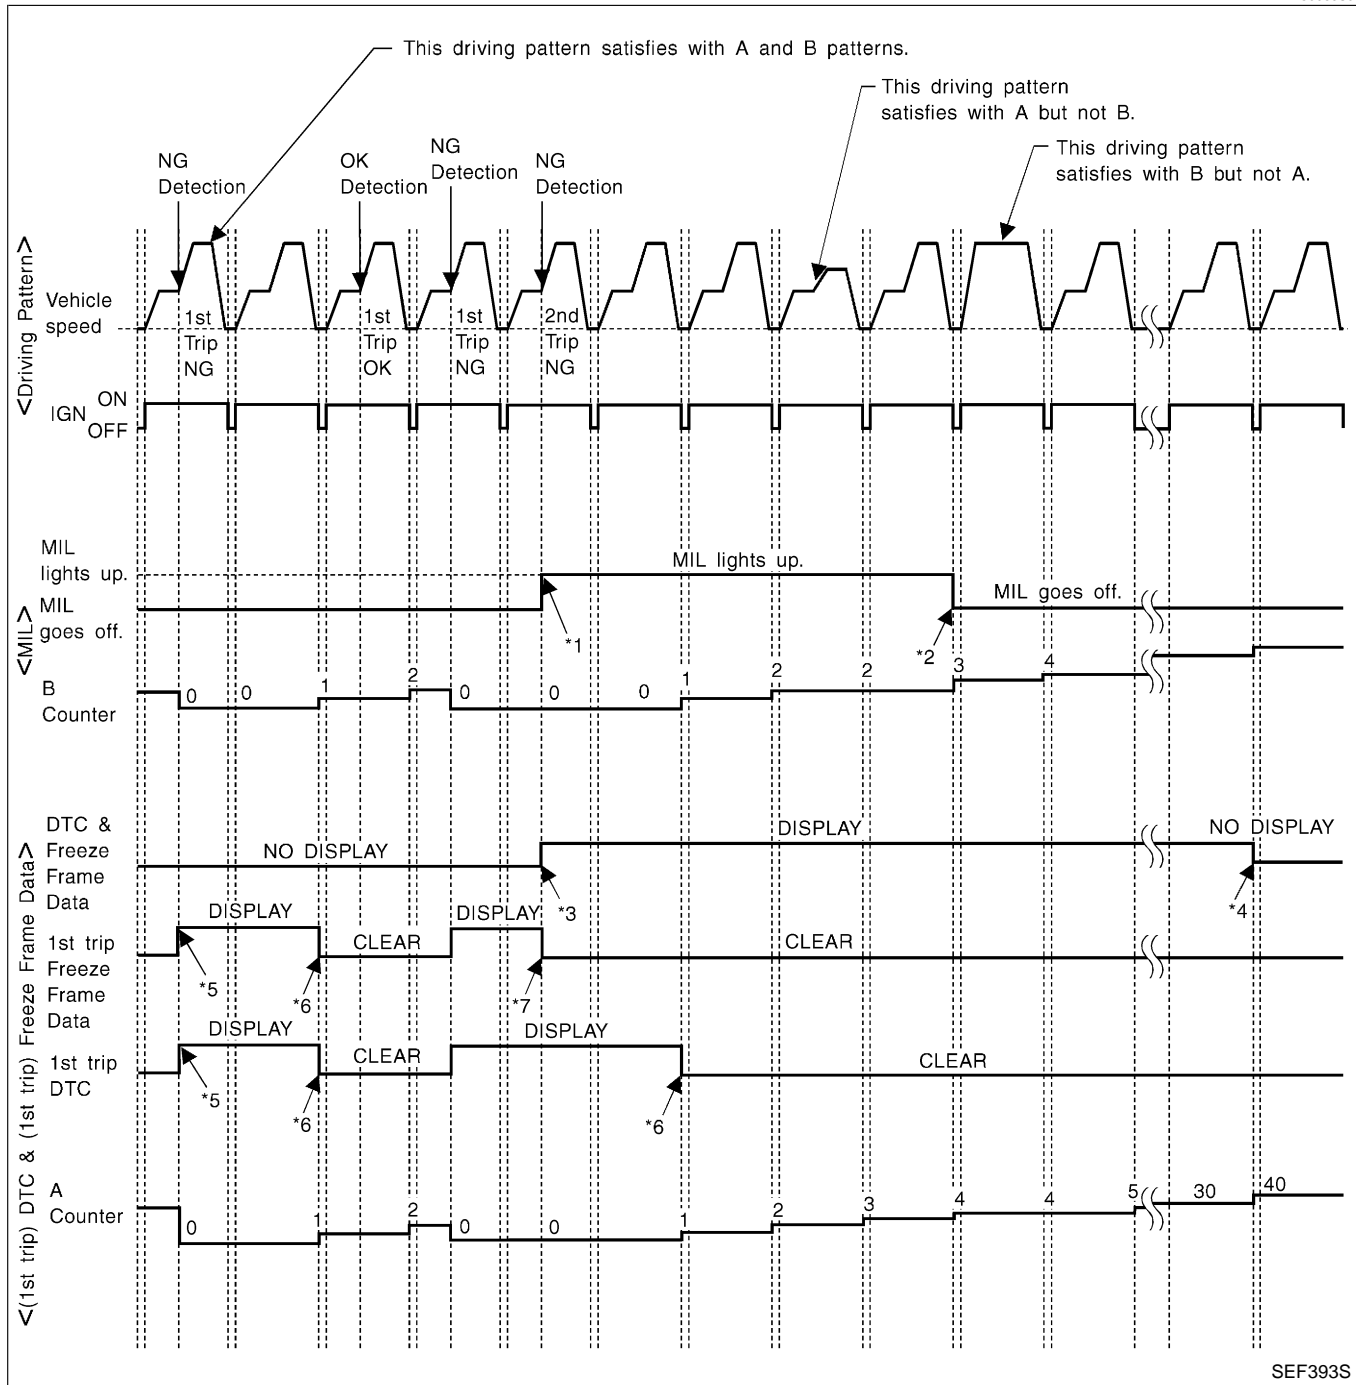 This driving pattern satisfies with A and B patterns.
This driving pattern
satisfies with A but not B.
This driving pattern
satisfies with B but not A.
NG
Detection
OK
Detection
NG
Detection
NG
Detection
<Driving Pattern>
Vehicle
speed
1st
Trip
NG
1st
Trip
OK
1st
Trip
NG
2nd
Trip
NG
IGN
ON
OFF
<MIL>
MIL
lights up.
MIL
goes off.
MIL lights up.
MIL goes off.
*1
*2
B
Counter
0
0
1
2
0
0
0
1
2
2
3
4
<(1st trip) DTC & (1st trip) Freeze Frame Data>
DTC &
Freeze
Frame
Data
NO DISPLAY
DISPLAY
NO DISPLAY
*3
*4
1st trip
Freeze
Frame
Data
DISPLAY
CLEAR
DISPLAY
CLEAR
*5
*6
*7
1st trip
DTC
DISPLAY
CLEAR
DISPLAY
CLEAR
*5
*6
*6
A
Counter
0
1
2
0
0
1
2
3
4
4
5
30
40
SEF393S